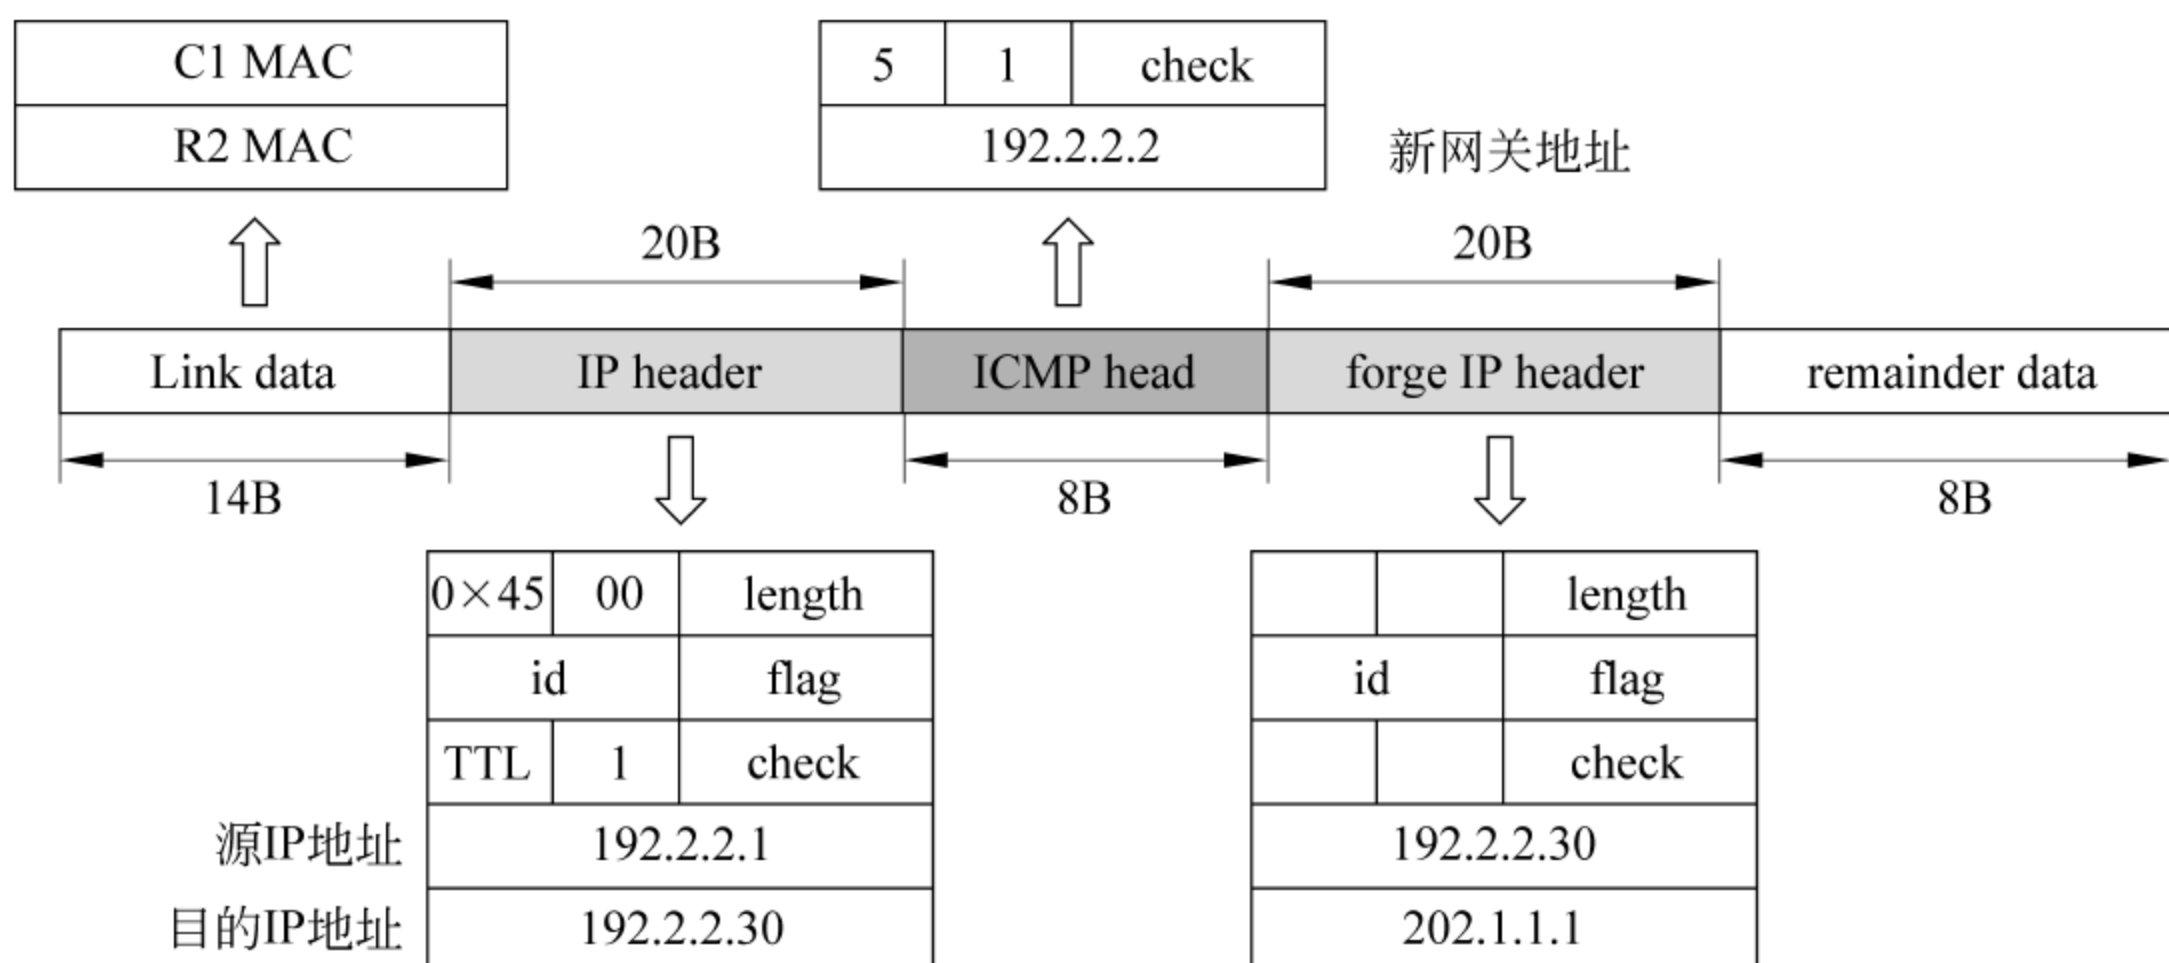 C1 MAC
R2 MAC
5 1 check
192.2.2.2
新网关地址
20B
20B
Link data
IP header
ICMP head
forge IP header
remainder data
14B
8B
8B
0×45 00 length
id flag
TTL 1 check
源IP地址 192.2.2.1
目的IP地址 192.2.2.30
length
id flag
check
192.2.2.30
202.1.1.1